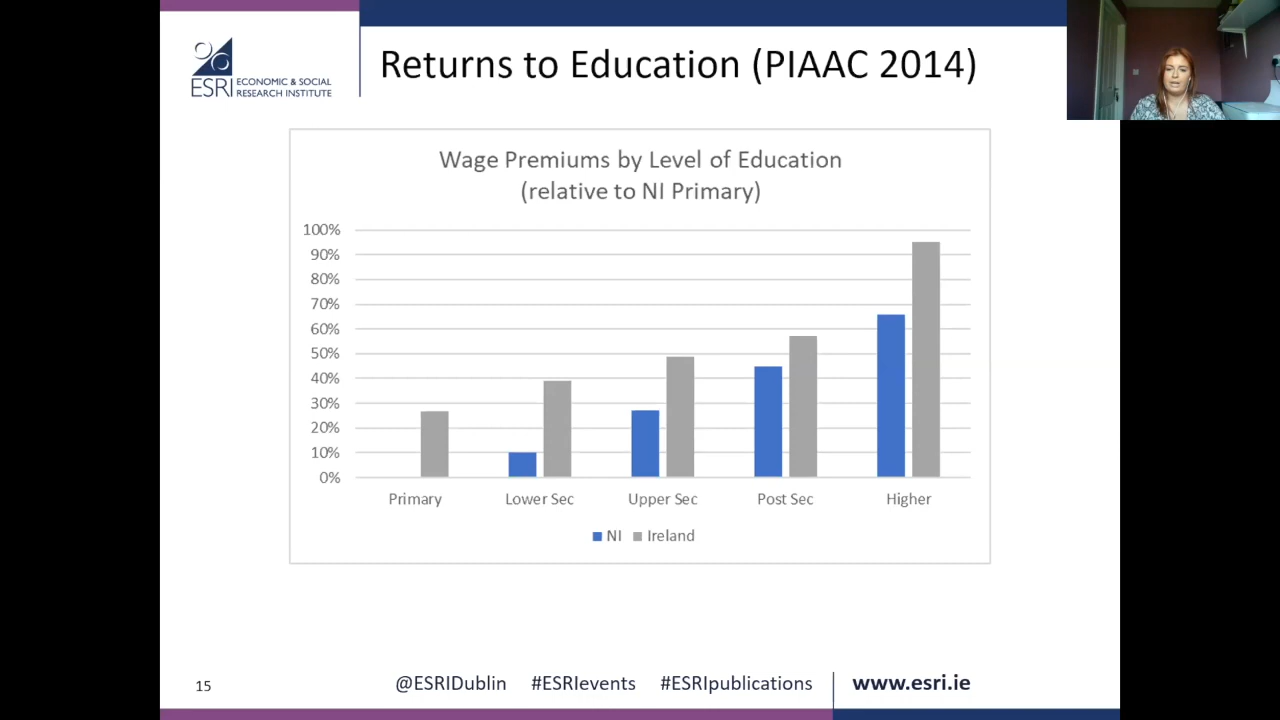 ESRI
ECONOMIC & SOCIAL
RESEARCH INSTITUTE
Returns to Education (PIAAC 2014)
Wage Premiums by Level of Education
(relative to NI Primary)
100%
90%
80%
70%
60%
50%
40%
30%
20%
10%
0%
Primary Lower Sec Upper Sec Post Sec Higher
NI Ireland
15 @ESRIDublin #ESRIevents #ESRIpublications www.esri.ie